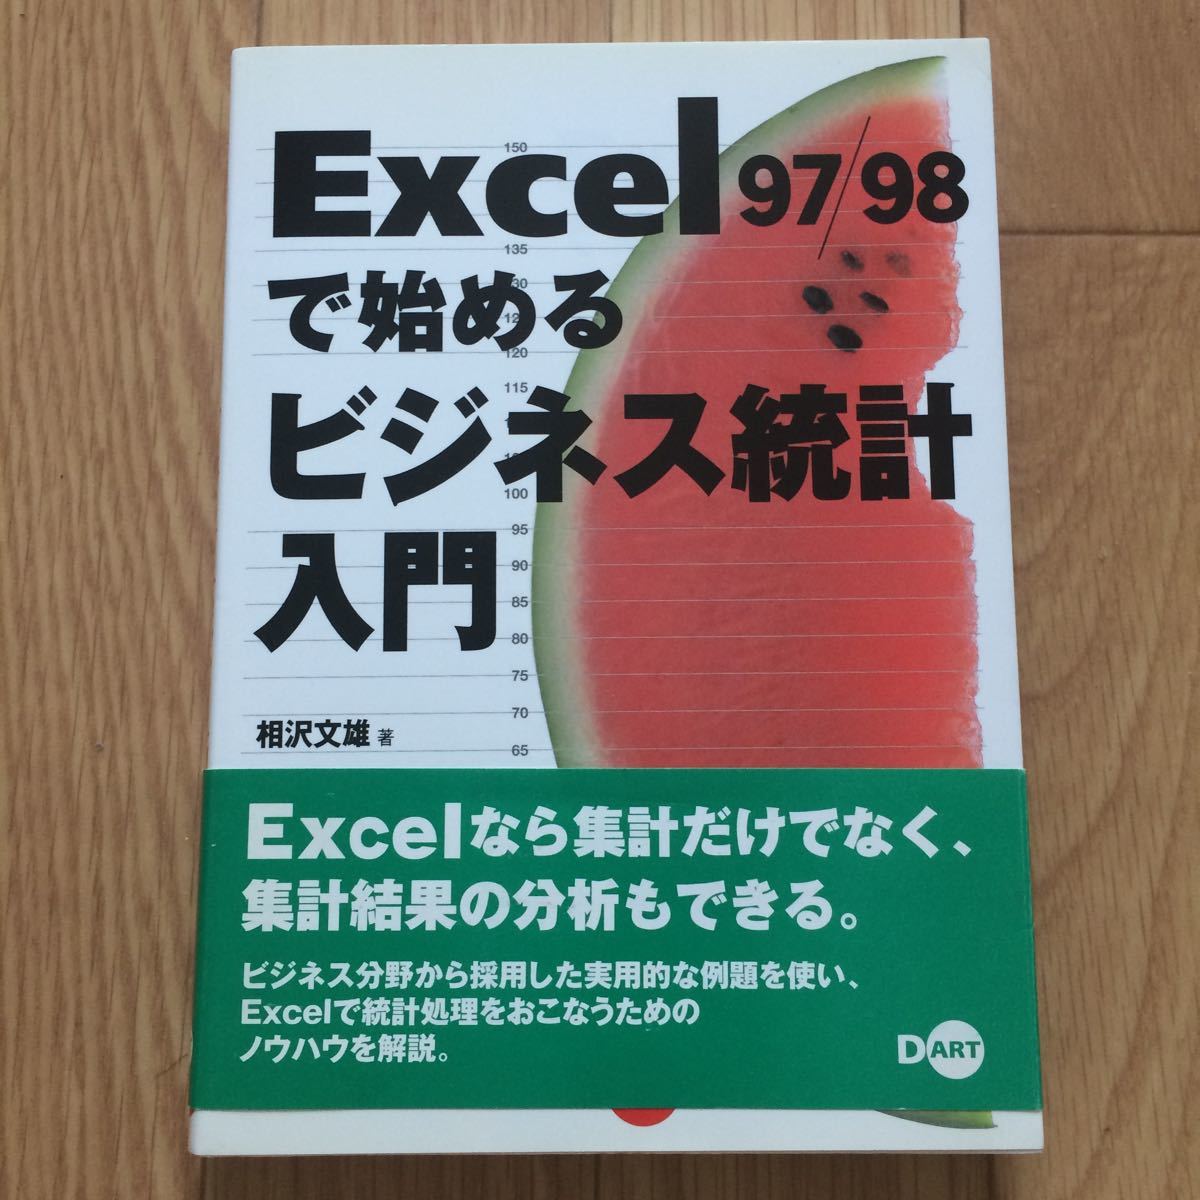 Excel 97/98
で始める
ビジネス統計
入門
相沢文雄 著
150
135
120
115
100
95
90
85
80
75
70
65
Excelなら集計だけでなく、
集計結果の分析もできる。
ビジネス分野から採用した実用的な例題を使い、
Excelで統計処理をおこなうための
ノウハウを解説。
DART